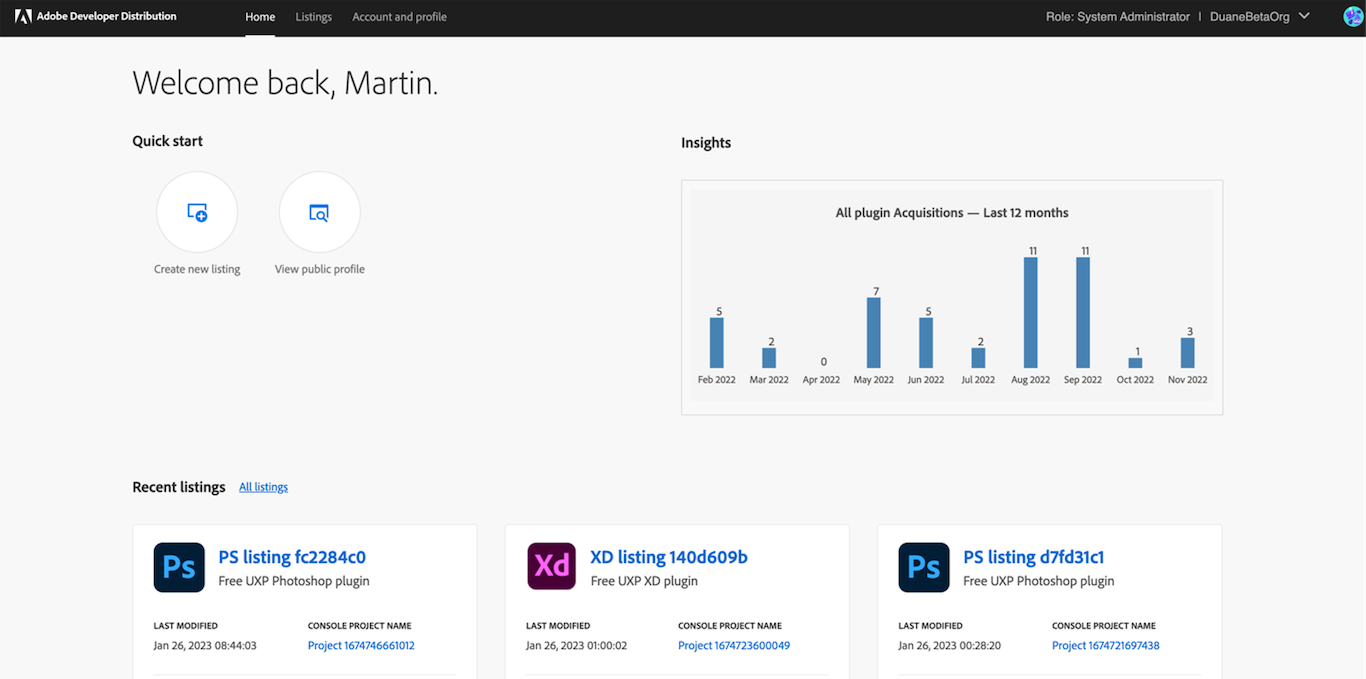 Adobe Developer Distribution Home Listings Account and profile Role: System Administrator | DuaneBetaOrg
Welcome back, Martin.
Quick start
Create new listing View public profile
Insights
All plugin Acquisitions — Last 12 months
5 2 0 7 5 2 11 11 1 3
Feb 2022 Mar 2022 Apr 2022 May 2022 Jun 2022 Jul 2022 Aug 2022 Sep 2022 Oct 2022 Nov 2022
Recent listings All listings
Ps PS listing fc2284c0
Free UXP Photoshop plugin
LAST MODIFIED CONSOLE PROJECT NAME
Jan 26, 2023 08:44:03 Project 1674746661012
Xd XD listing 140d609b
Free UXP XD plugin
LAST MODIFIED CONSOLE PROJECT NAME
Jan 26, 2023 01:00:02 Project 1674723600049
Ps PS listing d7fd31c1
Free UXP Photoshop plugin
LAST MODIFIED CONSOLE PROJECT NAME
Jan 26, 2023 00:28:20 Project 1674721697438